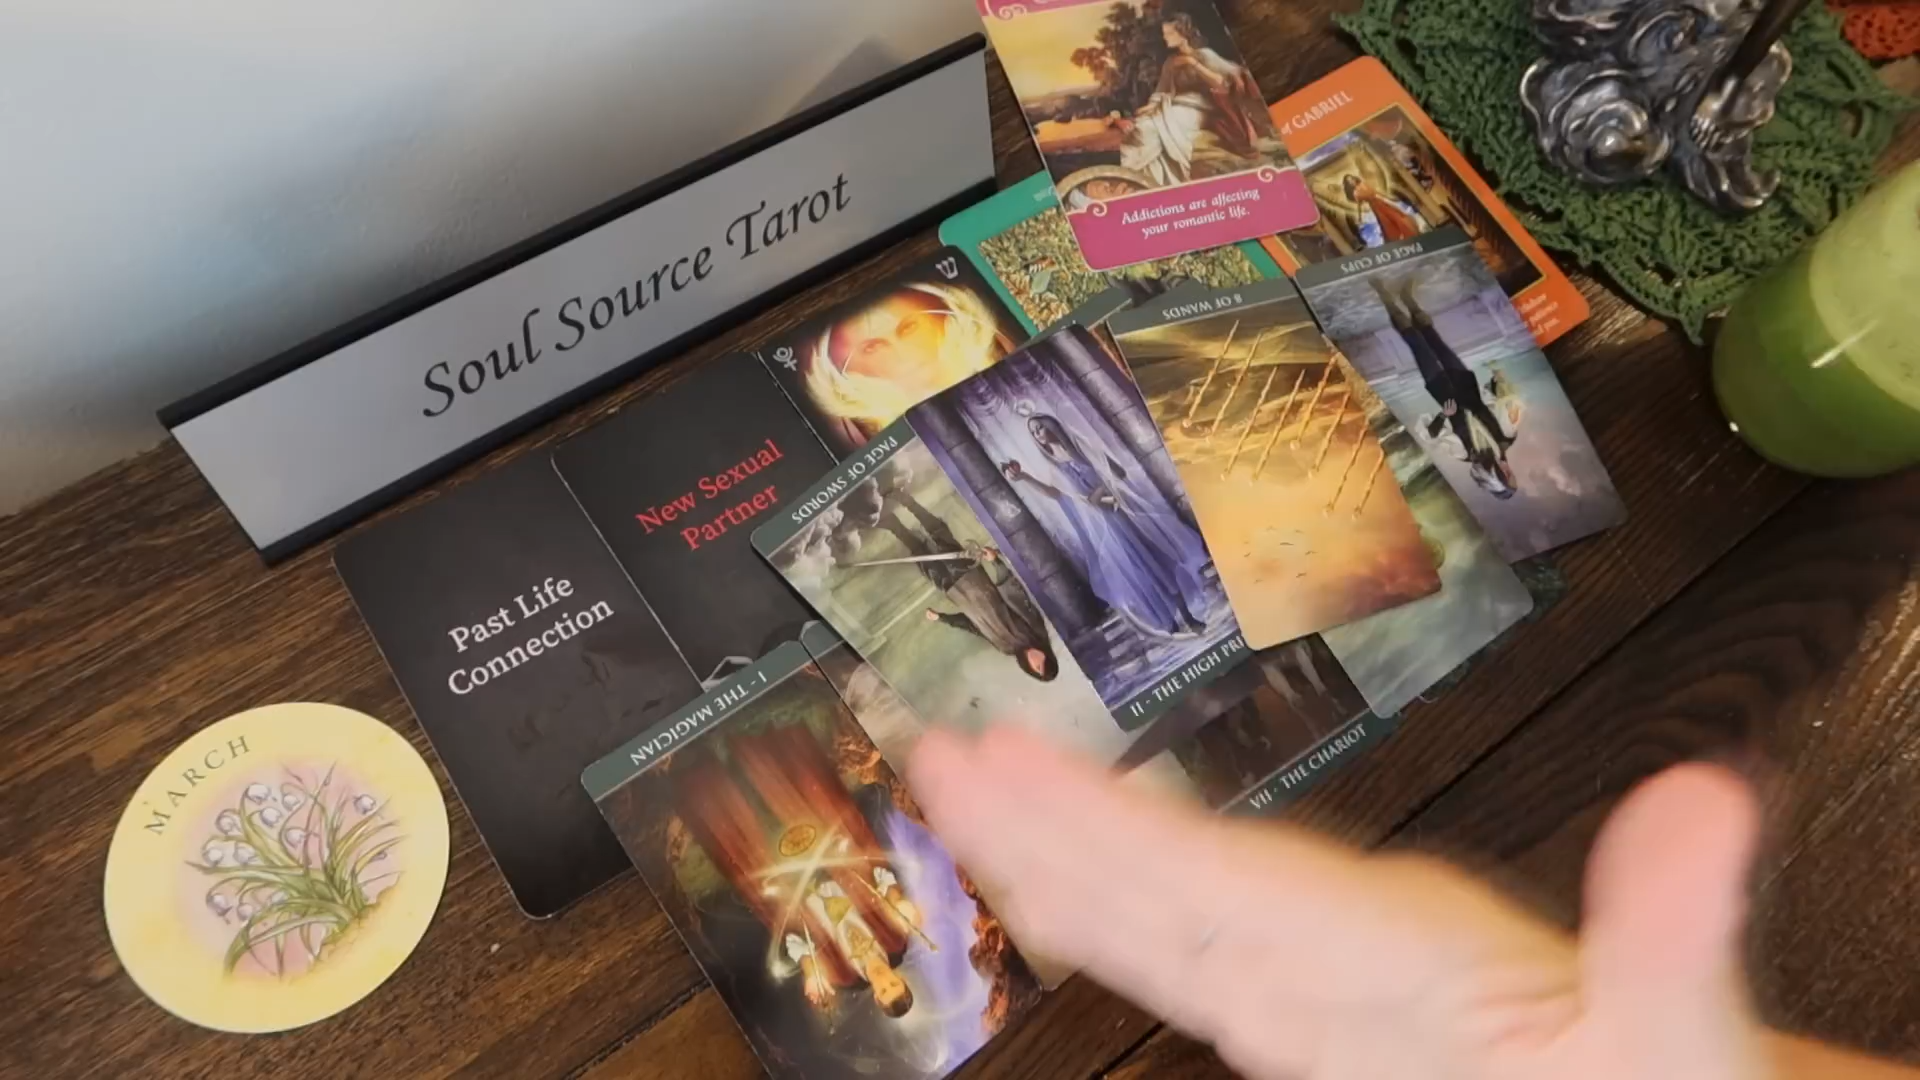 Soul Source Tarot
Addictions are affecting
your romantic life.
of GABRIEL
PAGE OF CUPS
8 OF WANDS
New Sexual
Partner
PAGE OF SWORDS
Past Life
Connection
II - THE HIGH PRI
I - THE MAGICIAN
VII - THE CHARIOT
MARCH
ש